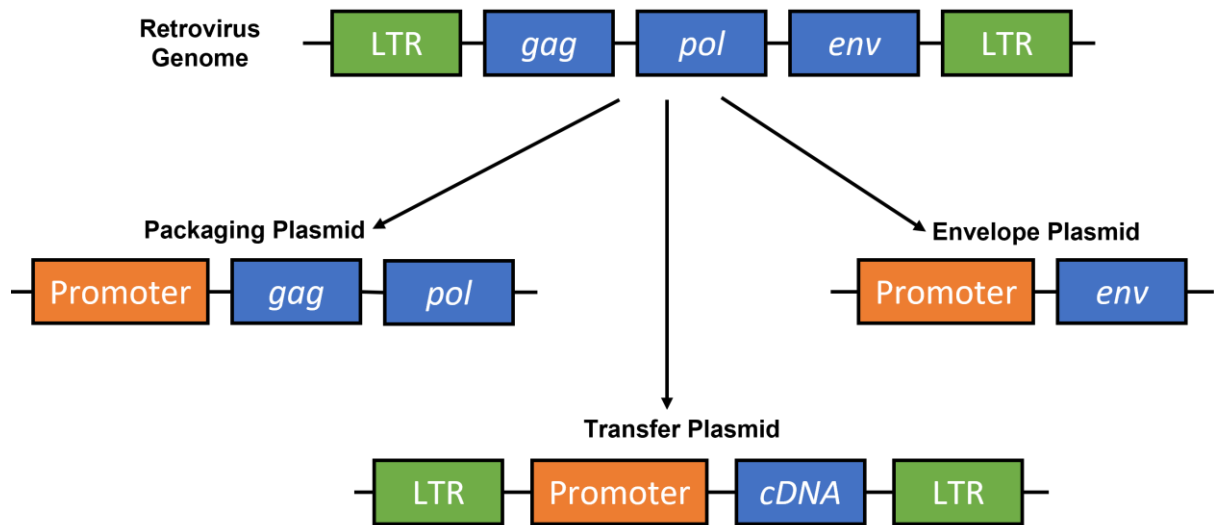 Retrovirus
Genome
LTR gag pol env LTR
Packaging Plasmid
Promoter gag pol
Envelope Plasmid
Promoter env
Transfer Plasmid
LTR Promoter cDNA LTR